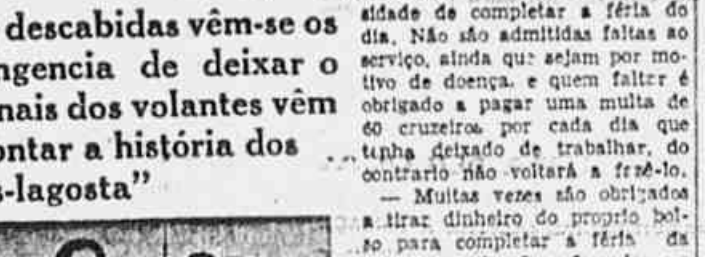 descabidas vêm-se os
ngencia de deixar o
nais dos volantes vêm
ontar a história dos
s-lagosta”
sidade de completar a féria do
dia. Não são admitidas faltas ao
serviço, ainda que sejam por mo-
tivo de doença, e quem faltar é
obrigado a pagar uma multa de
60 cruzeiros por cada dia que
tenha deixado de trabalhar, do
contrario não voltará a fazê-lo.
— Muitas vezes são obrigados
a tirar dinheiro do proprio bol-
so para completar a féria da